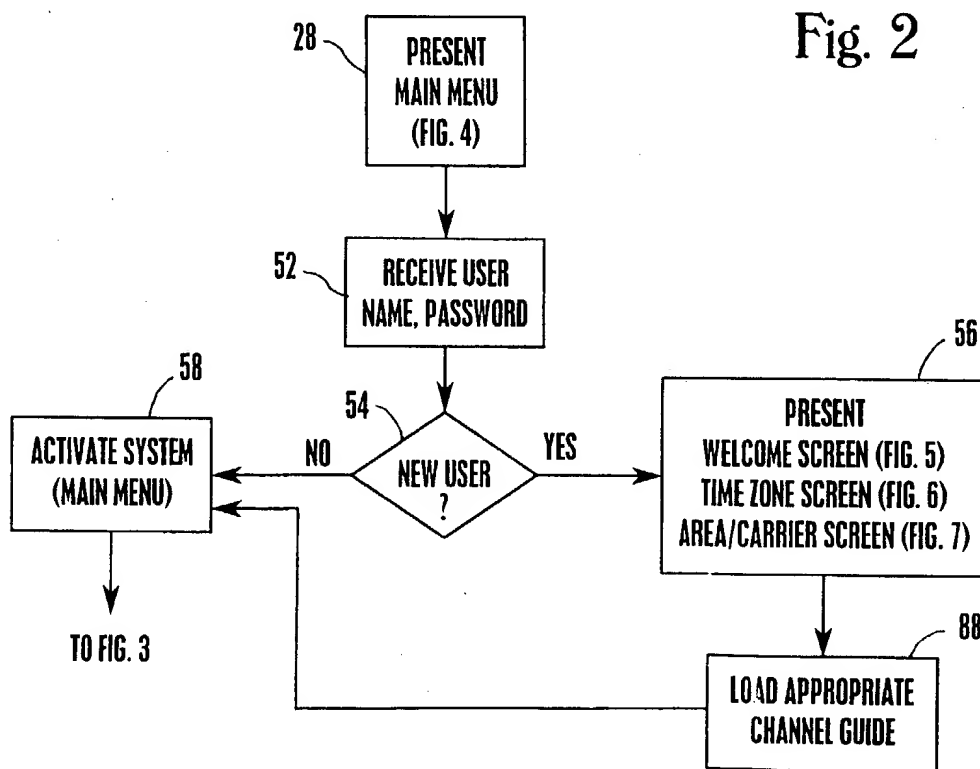 Fig. 2
28
PRESENT
MAIN MENU
(FIG. 4)
52
RECEIVE USER
NAME, PASSWORD
58
ACTIVATE SYSTEM
(MAIN MENU)
NO
54
NEW USER
?
YES
56
PRESENT
WELCOME SCREEN (FIG. 5)
TIME ZONE SCREEN (FIG. 6)
AREA/CARRIER SCREEN (FIG. 7)
TO FIG. 3
88
LOAD APPROPRIATE
CHANNEL GUIDE